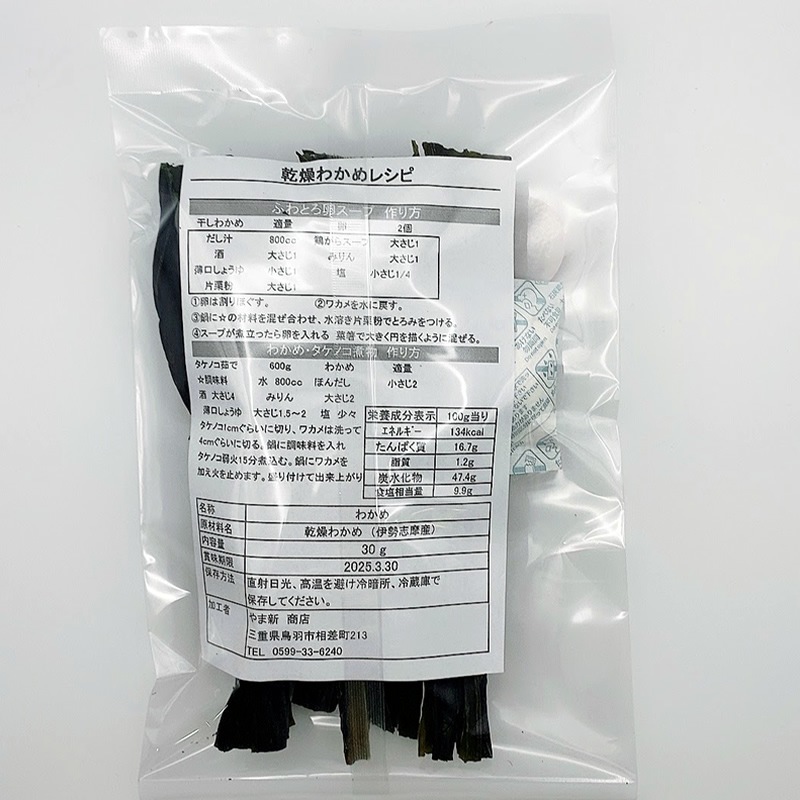 乾燥わかめレシピ
ふわとろ卵スープ 作り方
干しわかめ 適量 卵 2個
だし汁 800cc 鶏がらスープ 大さじ1
酒 大さじ1 みりん 大さじ1
薄口しょうゆ 小さじ1 塩 小さじ1/4
片栗粉 大さじ1
①卵は割りほぐす。 ②ワカメを水に戻す。
③鍋に☆の材料を混ぜ合わせ、水溶き片栗粉でとろみをつける。
④スープが煮立ったら卵を入れる 菜箸で大きく円を描くように混ぜる。
わかめ・タケノコ煮物 作り方
タケノコ茹で 600g わかめ 適量
☆調味料 水 800cc ほんだし 小さじ2
酒 大さじ4 みりん 大さじ2
薄口しょうゆ 大さじ1.5～2 塩 少々
タケノコ1cmぐらいに切り、ワカメは洗って
4cmぐらいに切る。鍋に調味料を入れ
タケノコ弱火15分煮込む。鍋にワカメを
加え火を止めます。盛り付けて出来上がり
栄養成分表示 100g当り
エネルギー 134kcal
たんぱく質 16.7g
脂質 1.2g
炭水化物 47.4g
食塩相当量 9.9g
名称 わかめ
原材料名 乾燥わかめ （伊勢志摩産）
内容量 30g
賞味期限 2025.3.30
保存方法 直射日光、高温を避け冷暗所、冷蔵庫で
保存してください。
加工者 やま新 商店
三重県鳥羽市相差町213
TEL 0599-33-6240